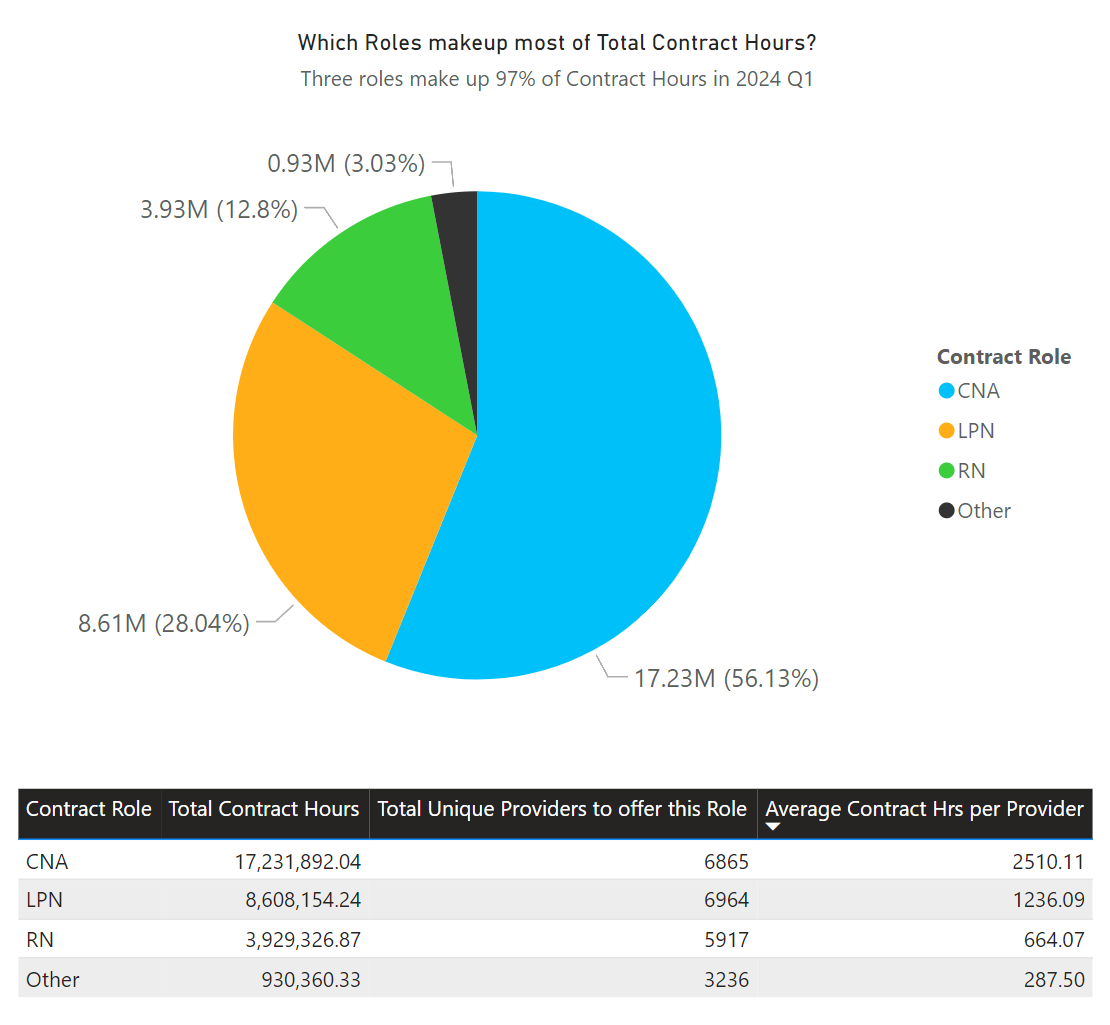 Which Roles makeup most of Total Contract Hours?
Three roles make up 97% of Contract Hours in 2024 Q1
0.93M (3.03%)
3.93M (12.8%)
8.61M (28.04%)
17.23M (56.13%)
Contract Role
CNA
LPN
RN
Other
Contract Role Total Contract Hours Total Unique Providers to offer this Role Average Contract Hrs per Provider
CNA 17,231,892.04 6865 2510.11
LPN 8,608,154.24 6964 1236.09
RN 3,929,326.87 5917 664.07
Other 930,360.33 3236 287.50